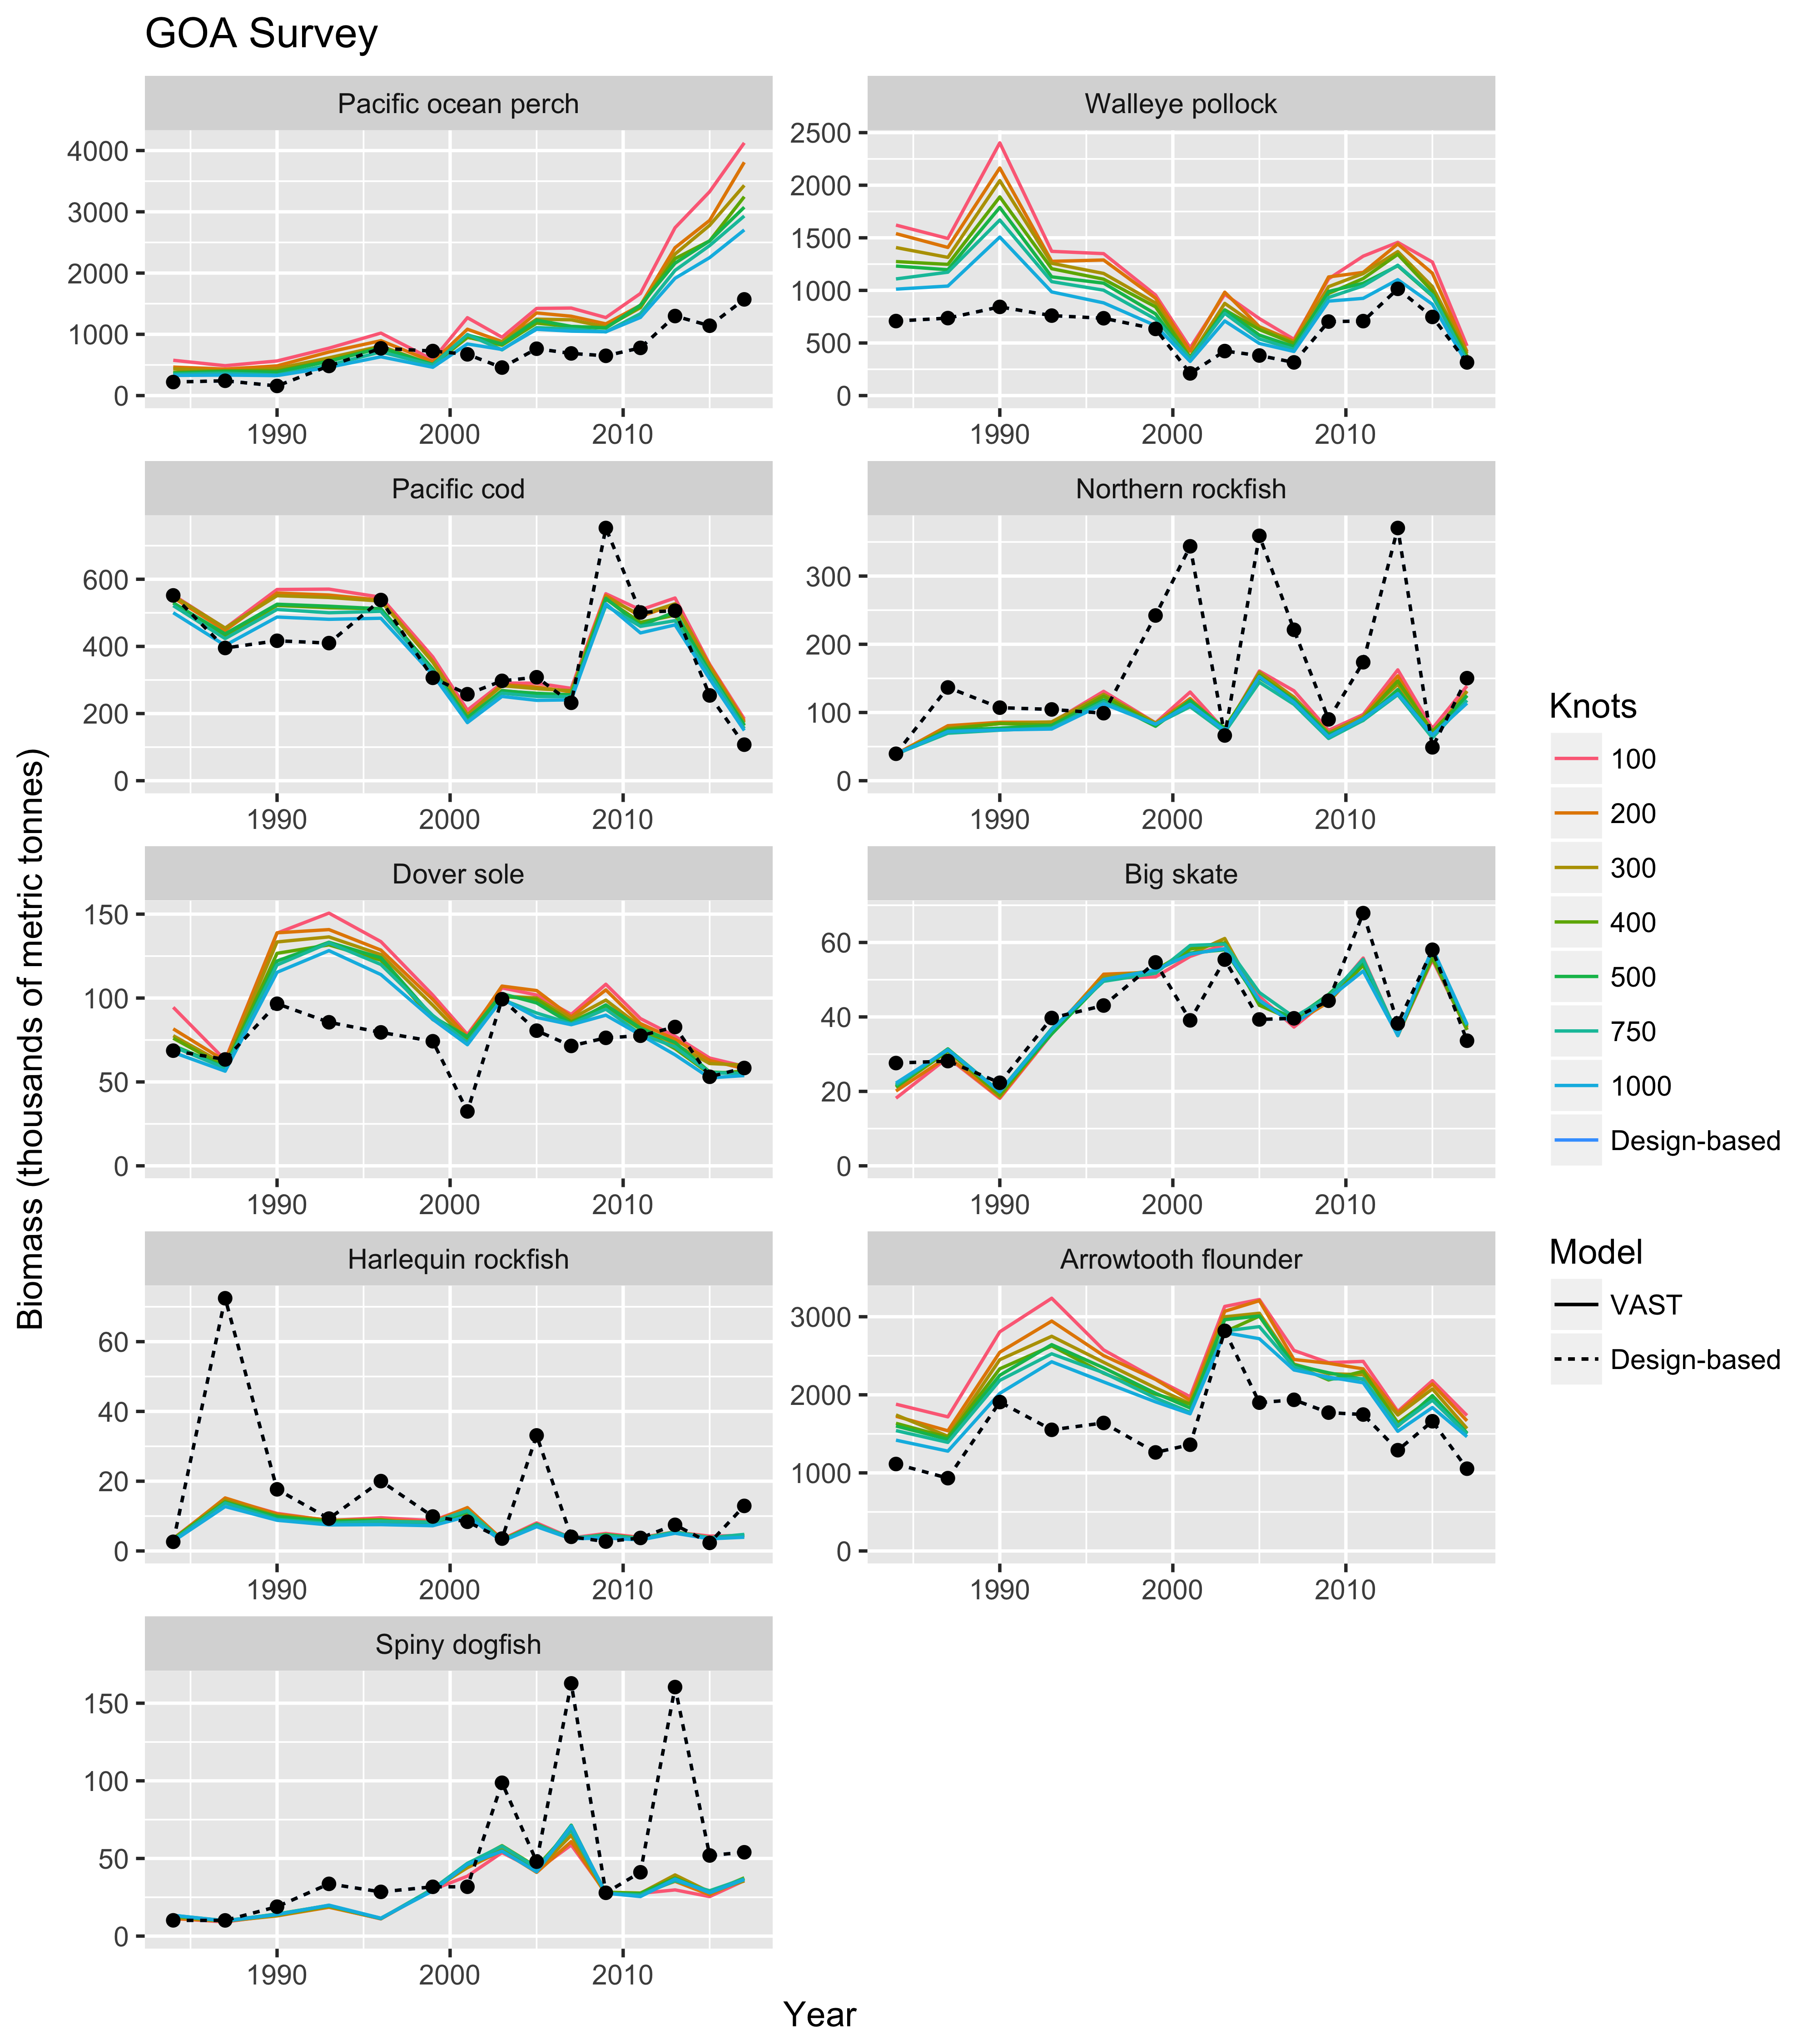 GOA Survey
Pacific ocean perch
Walleye pollock
4000
3000
2000
1000
0
2500
2000
1500
1000
500
0
1990 2000 2010
1990 2000 2010
Pacific cod
Northern rockfish
600
400
200
0
300
200
100
0
1990 2000 2010
1990 2000 2010
Dover sole
Big skate
150
100
50
0
60
40
20
0
1990 2000 2010
1990 2000 2010
Harlequin rockfish
Arrowtooth flounder
60
40
20
0
3000
2000
1000
0
1990 2000 2010
1990 2000 2010
Spiny dogfish
150
100
50
0
1990 2000 2010
Year
Biomass (thousands of metric tonnes)
Knots
100
200
300
400
500
750
1000
Design-based
Model
VAST
Design-based